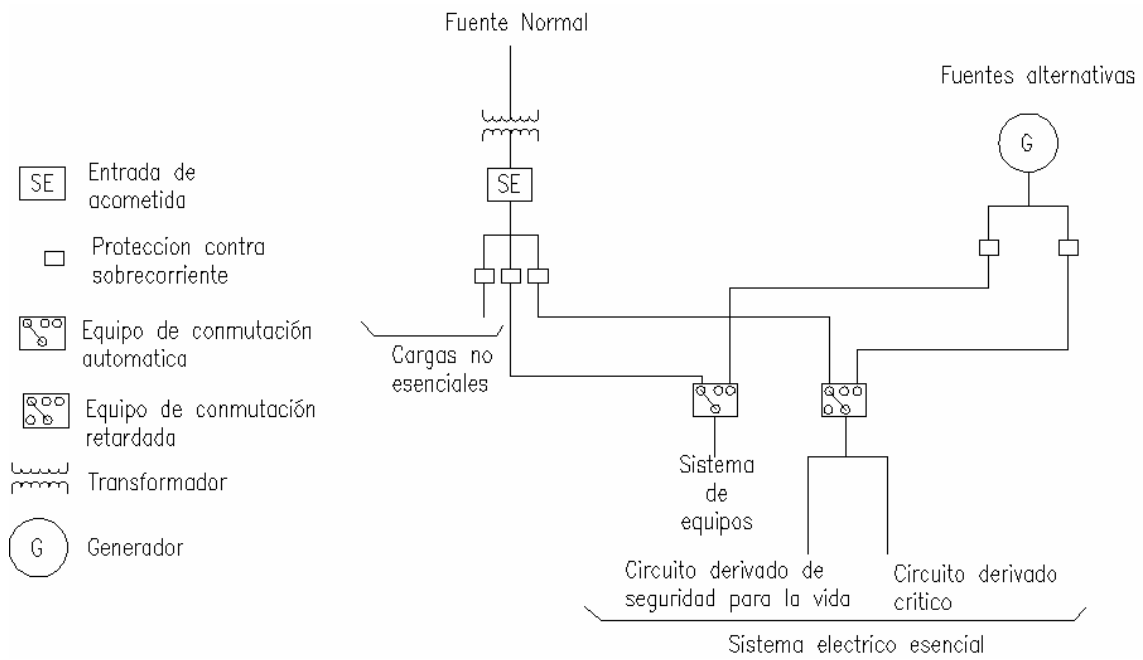 Fuente Normal
Fuentes alternativas
G
SE
Entrada de
acometida
SE
Proteccion contra
sobrecorriente
Equipo de conmutación
automatica
Cargas no
esenciales
Equipo de conmutación
retardada
Sistema
de
equipos
Transformador
G
Generador
Circuito derivado de
seguridad para la vida
Circuito derivado
critico
Sistema electrico esencial